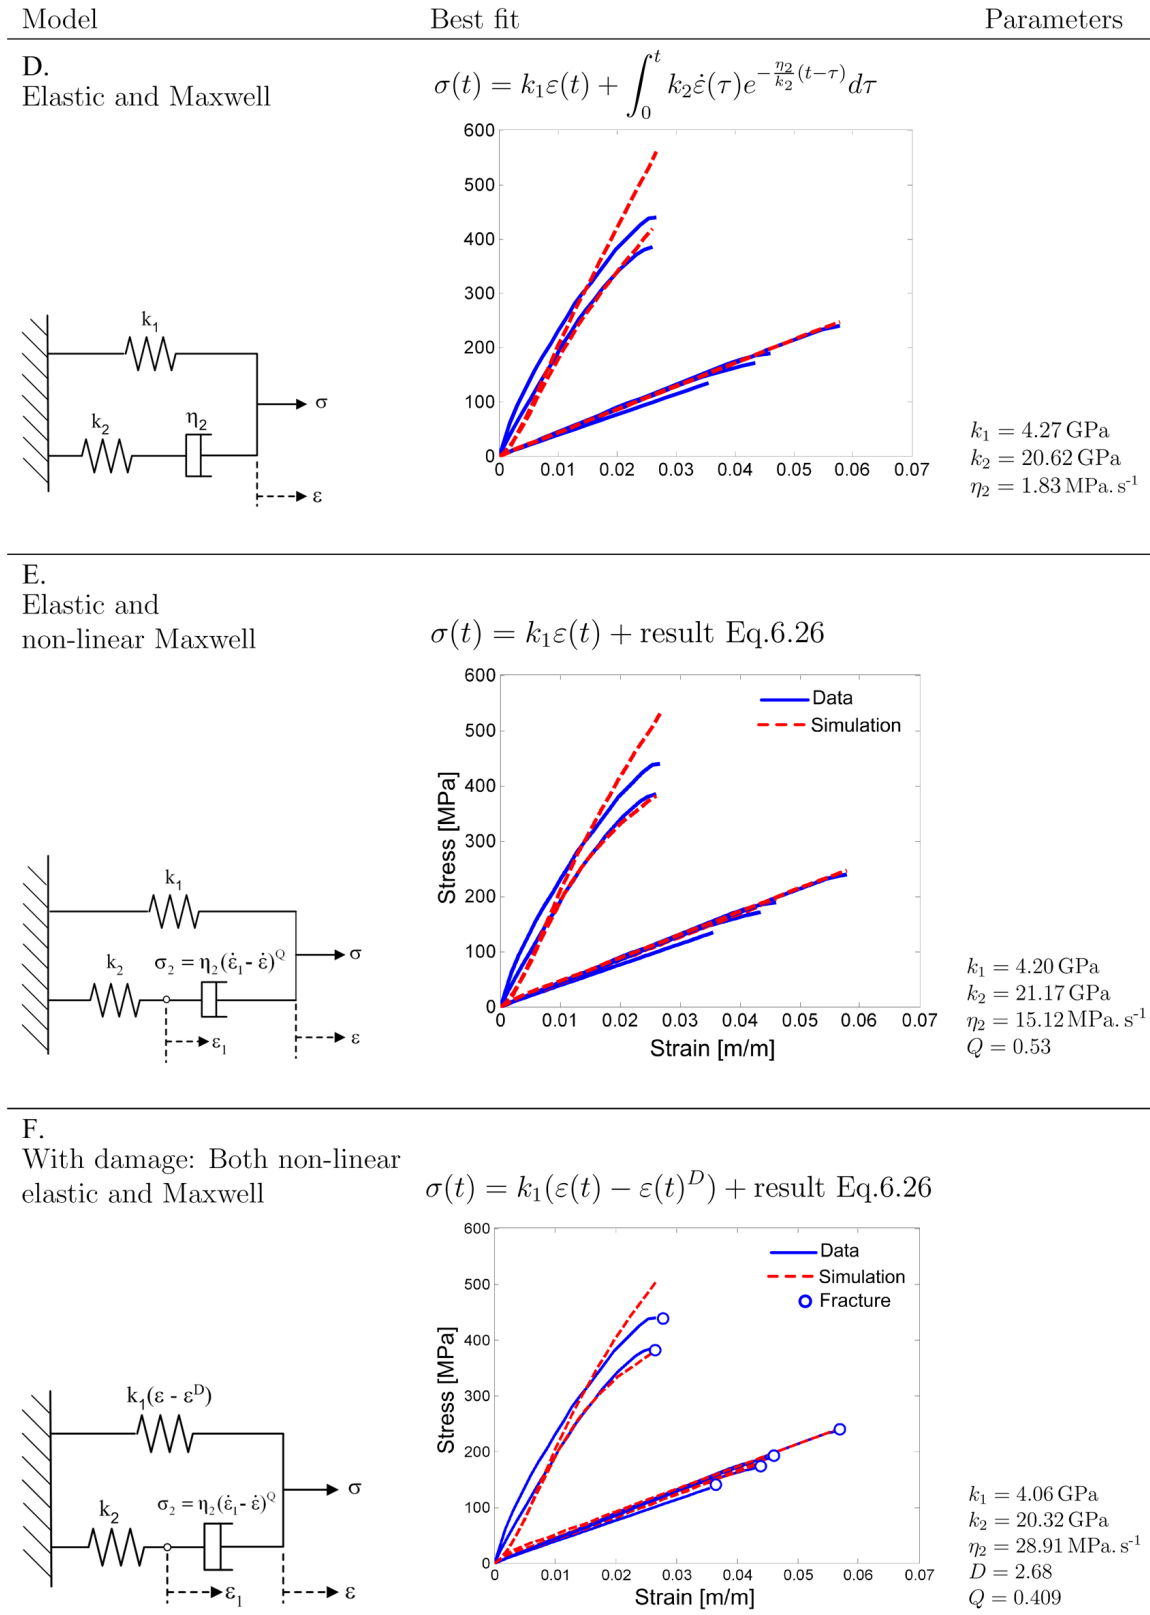 Model Best fit Parameters
D.
Elastic and Maxwell
σ(t) = k₁ε(t) + ∫₀ᵗ k₂ε̇(τ)e^{-\frac{η₂}{k₂}(t−τ)}dτ
k₁
k₂
η₂
σ
ε
600
500
400
300
200
100
0
0 0.01 0.02 0.03 0.04 0.05 0.06 0.07
k₁ = 4.27 GPa
k₂ = 20.62 GPa
η₂ = 1.83 MPa. s⁻¹
E.
Elastic and
non-linear Maxwell
σ(t) = k₁ε(t) + result Eq.6.26
k₁
k₂
σ₂ = η₂(ε̇₁- ε̇)^Q
σ
ε₁
ε
Data
Simulation
Stress [MPa]
600
500
400
300
200
100
0
0 0.01 0.02 0.03 0.04 0.05 0.06 0.07
Strain [m/m]
k₁ = 4.20 GPa
k₂ = 21.17 GPa
η₂ = 15.12 MPa. s⁻¹
Q = 0.53
F.
With damage: Both non-linear
elastic and Maxwell
σ(t) = k₁(ε(t) − ε(t)^D) + result Eq.6.26
k₁(ε - ε^D)
k₂
σ₂ = η₂(ε̇₁- ε̇)^Q
σ
ε₁
ε
Data
Simulation
Fracture
Stress [MPa]
600
500
400
300
200
100
0
0 0.01 0.02 0.03 0.04 0.05 0.06 0.07
Strain [m/m]
k₁ = 4.06 GPa
k₂ = 20.32 GPa
η₂ = 28.91 MPa. s⁻¹
D = 2.68
Q = 0.409